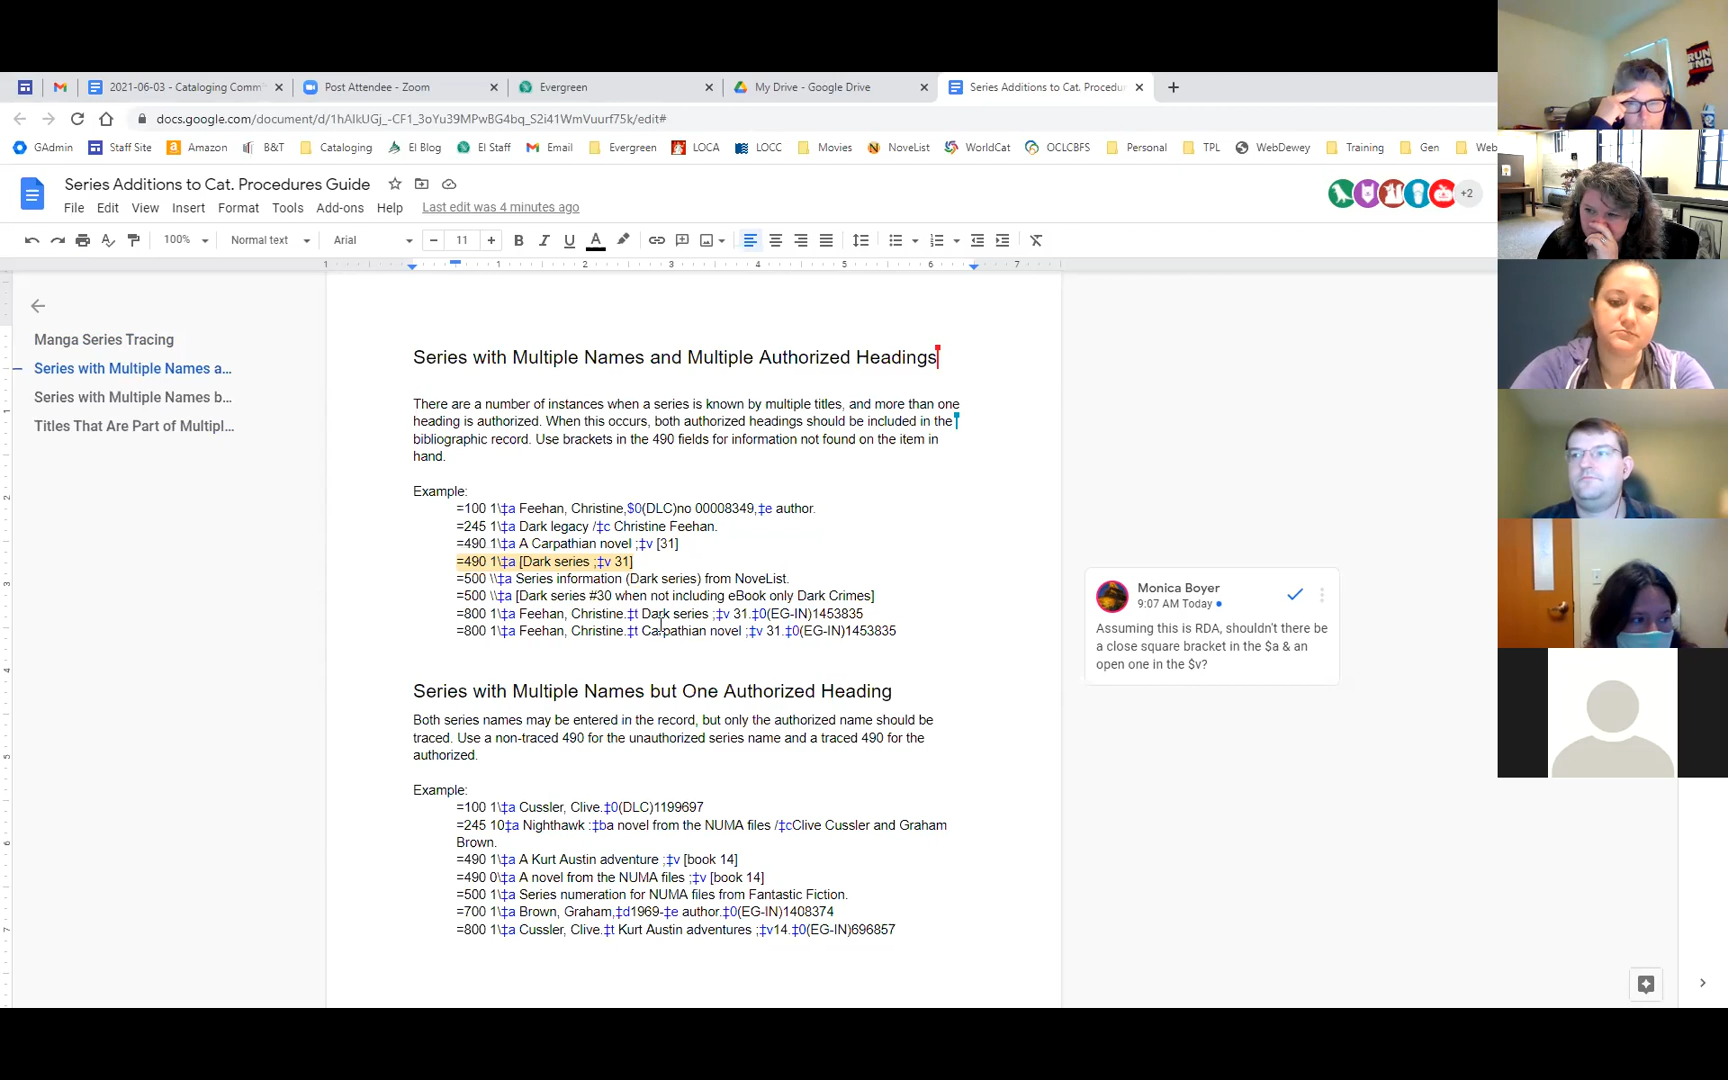 2021-06-03 - Cataloging Comm
Post Attendee - Zoom
Evergreen
My Drive - Google Drive
Series Additions to Cat. Procedu
docs.google.com/document/d/1hAIkUGj_-CF1_3oYu39MPwBG4bq_S2i41WmVuurf75k/edit#
GAdmin Staff Site Amazon B&T Cataloging EI Blog EI Staff Email Evergreen LOCA LOCC Movies NoveList WorldCat OCLCBFS Personal TPL WebDewey Training Gen Web
Series Additions to Cat. Procedures Guide
+2
File Edit View Insert Format Tools Add-ons Help Last edit was 4 minutes ago
100% Normal text Arial 11 B I U A
1 1 2 3 4 5 6 7
Manga Series Tracing
Series with Multiple Names a...
Series with Multiple Names b...
Titles That Are Part of Multipl...
Series with Multiple Names and Multiple Authorized Headings
There are a number of instances when a series is known by multiple titles, and more than one
heading is authorized. When this occurs, both authorized headings should be included in the
bibliographic record. Use brackets in the 490 fields for information not found on the item in
hand.
Example:
=100 1\‡a Feehan, Christine,$0(DLC)no 00008349,‡e author.
=245 1\‡a Dark legacy /‡c Christine Feehan.
=490 1\‡a A Carpathian novel ;‡v [31]
=490 1\‡a [Dark series ;‡v 31]
=500 \\‡a Series information (Dark series) from NoveList.
=500 \\‡a [Dark series #30 when not including eBook only Dark Crimes]
=800 1\‡a Feehan, Christine.‡t Dark series ;‡v 31.‡0(EG-IN)1453835
=800 1\‡a Feehan, Christine.‡t Carpathian novel ;‡v 31.‡0(EG-IN)1453835
Monica Boyer
9:07 AM Today
Assuming this is RDA, shouldn't there be
a close square bracket in the $a & an
open one in the $v?
Series with Multiple Names but One Authorized Heading
Both series names may be entered in the record, but only the authorized name should be
traced. Use a non-traced 490 for the unauthorized series name and a traced 490 for the
authorized.
Example:
=100 1\‡a Cussler, Clive.‡0(DLC)1199697
=245 10‡a Nighthawk :‡ba novel from the NUMA files /‡cClive Cussler and Graham
Brown.
=490 1\‡a A Kurt Austin adventure ;‡v [book 14]
=490 0\‡a A novel from the NUMA files ;‡v [book 14]
=500 1\‡a Series numeration for NUMA files from Fantastic Fiction.
=700 1\‡a Brown, Graham,‡d1969-‡e author.‡0(EG-IN)1408374
=800 1\‡a Cussler, Clive.‡t Kurt Austin adventures ;‡v14.‡0(EG-IN)696857